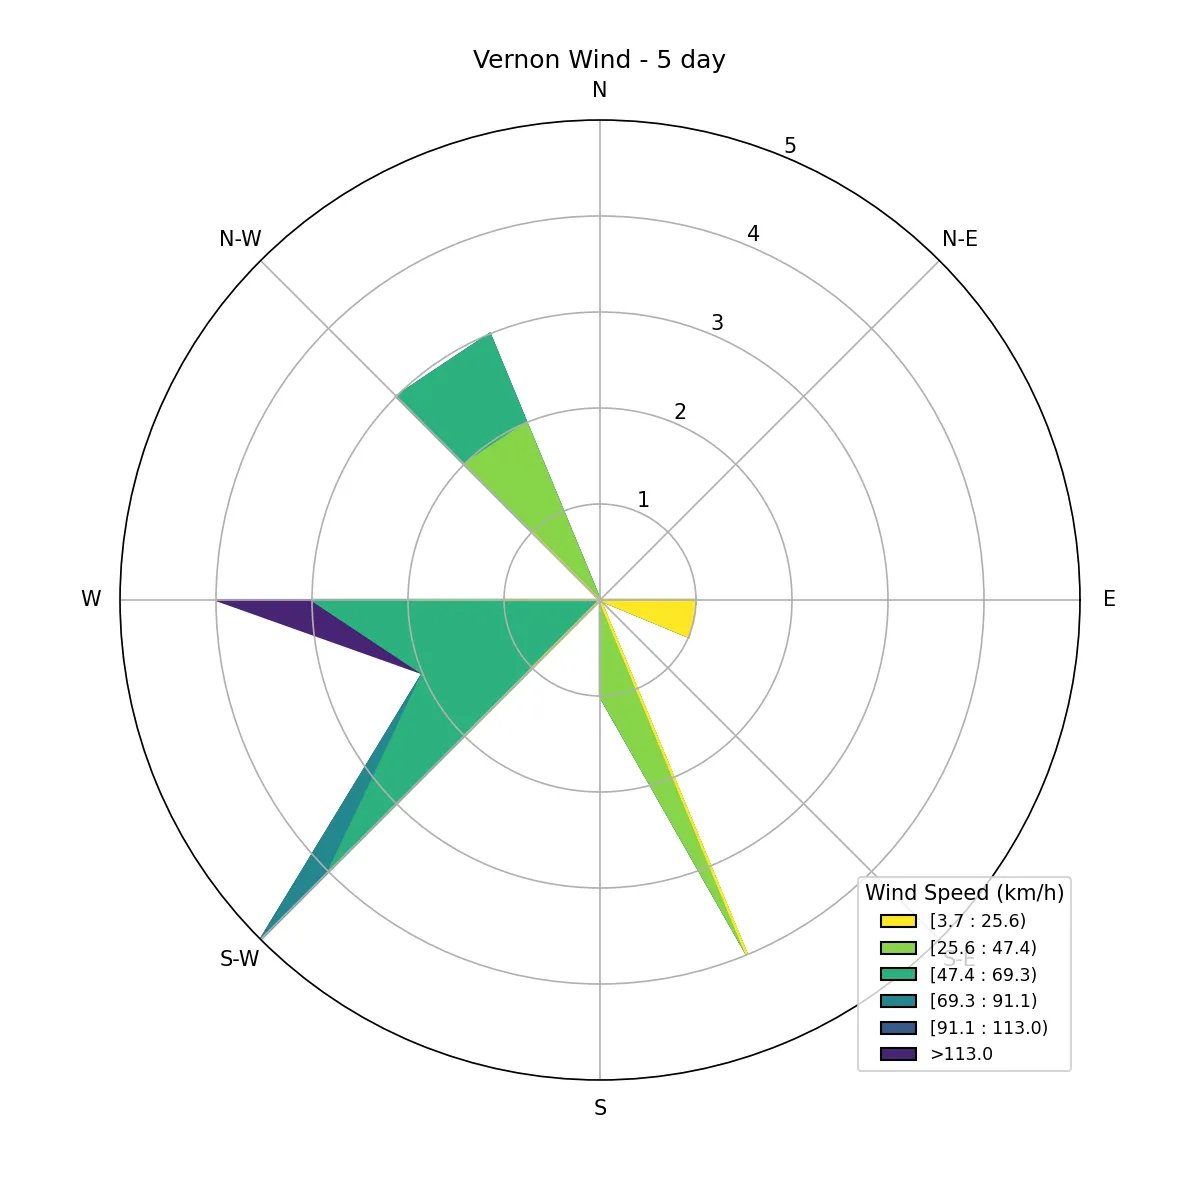 Vernon Wind - 5 day
N
5
N-W
N-E
4
3
2
1
W
E
S-W
S-E
S
Wind Speed (km/h)
[3.7 : 25.6)
[25.6 : 47.4)
[47.4 : 69.3)
[69.3 : 91.1)
[91.1 : 113.0)
>113.0